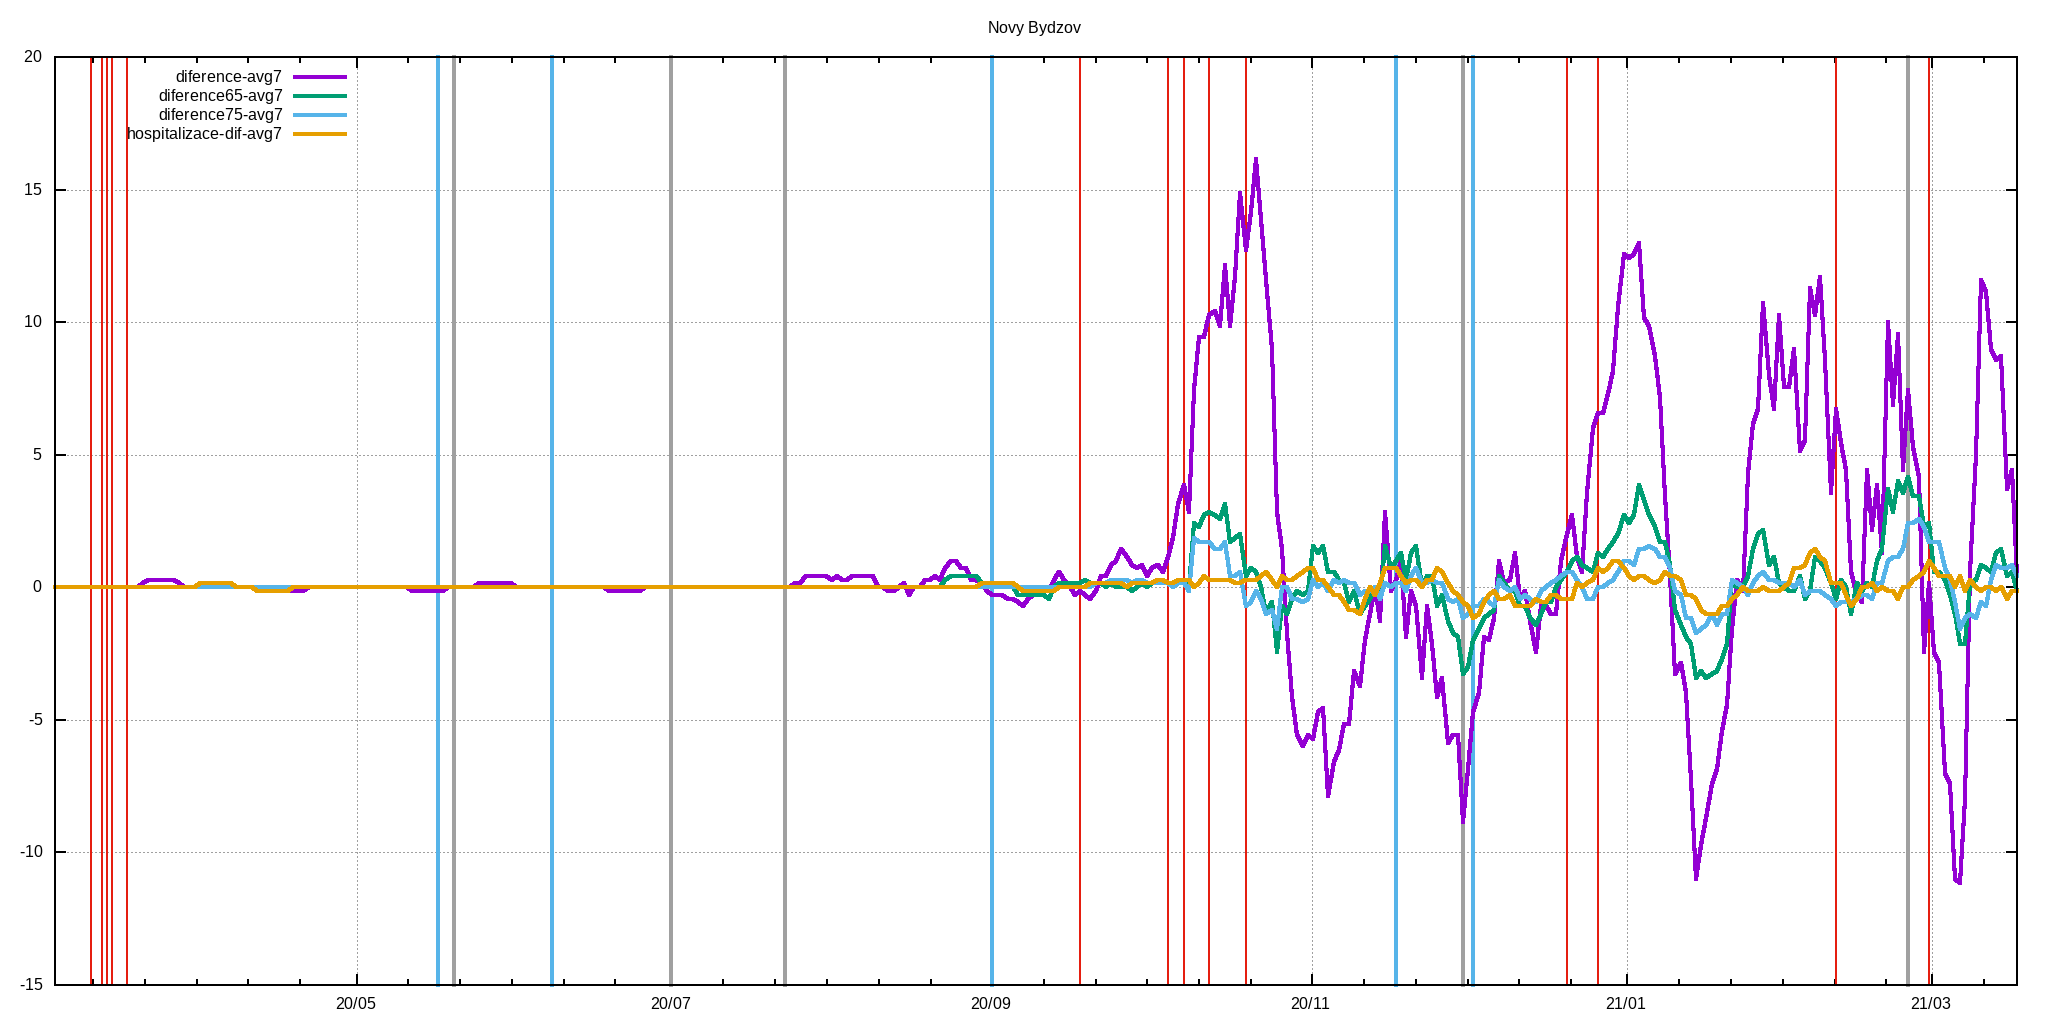 Novy Bydzov
20
diference-avg7
diference65-avg7
diference75-avg7
hospitalizace-dif-avg7
15
10
5
0
-5
-10
-15
20/05 20/07 20/09 20/11 21/01 21/03